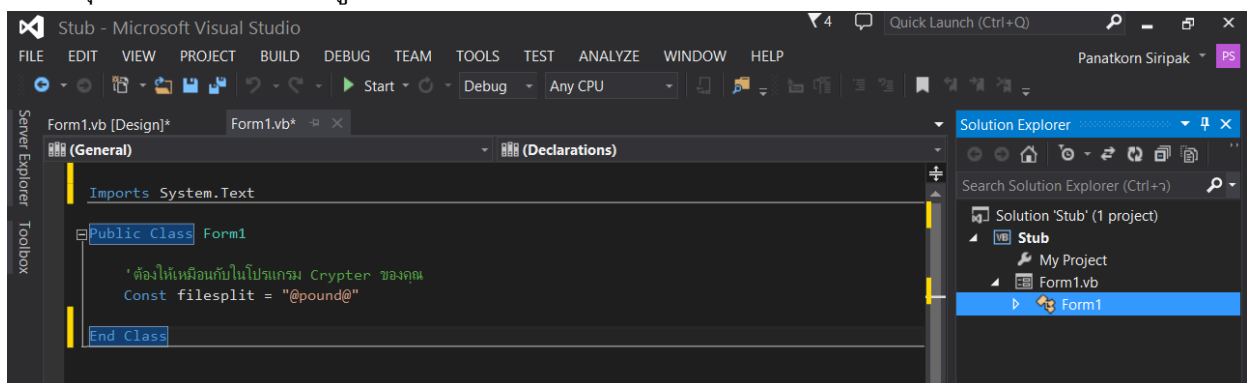 Stub - Microsoft Visual Studio
4
Quick Launch (Ctrl+Q)
FILE EDIT VIEW PROJECT BUILD DEBUG TEAM TOOLS TEST ANALYZE WINDOW HELP
Panatkorn Siripak PS
Start Debug Any CPU
Server Explorer
Toolbox
Form1.vb [Design]* Form1.vb*
(General) (Declarations)
Imports System.Text
Public Class Form1
'ต้องให้เหมือนกับในโปรแกรม Crypter ของคุณ
Const filesplit = "@pound@"
End Class
Solution Explorer
Search Solution Explorer (Ctrl+ว)
Solution 'Stub' (1 project)
VB Stub
My Project
Form1.vb
Form1